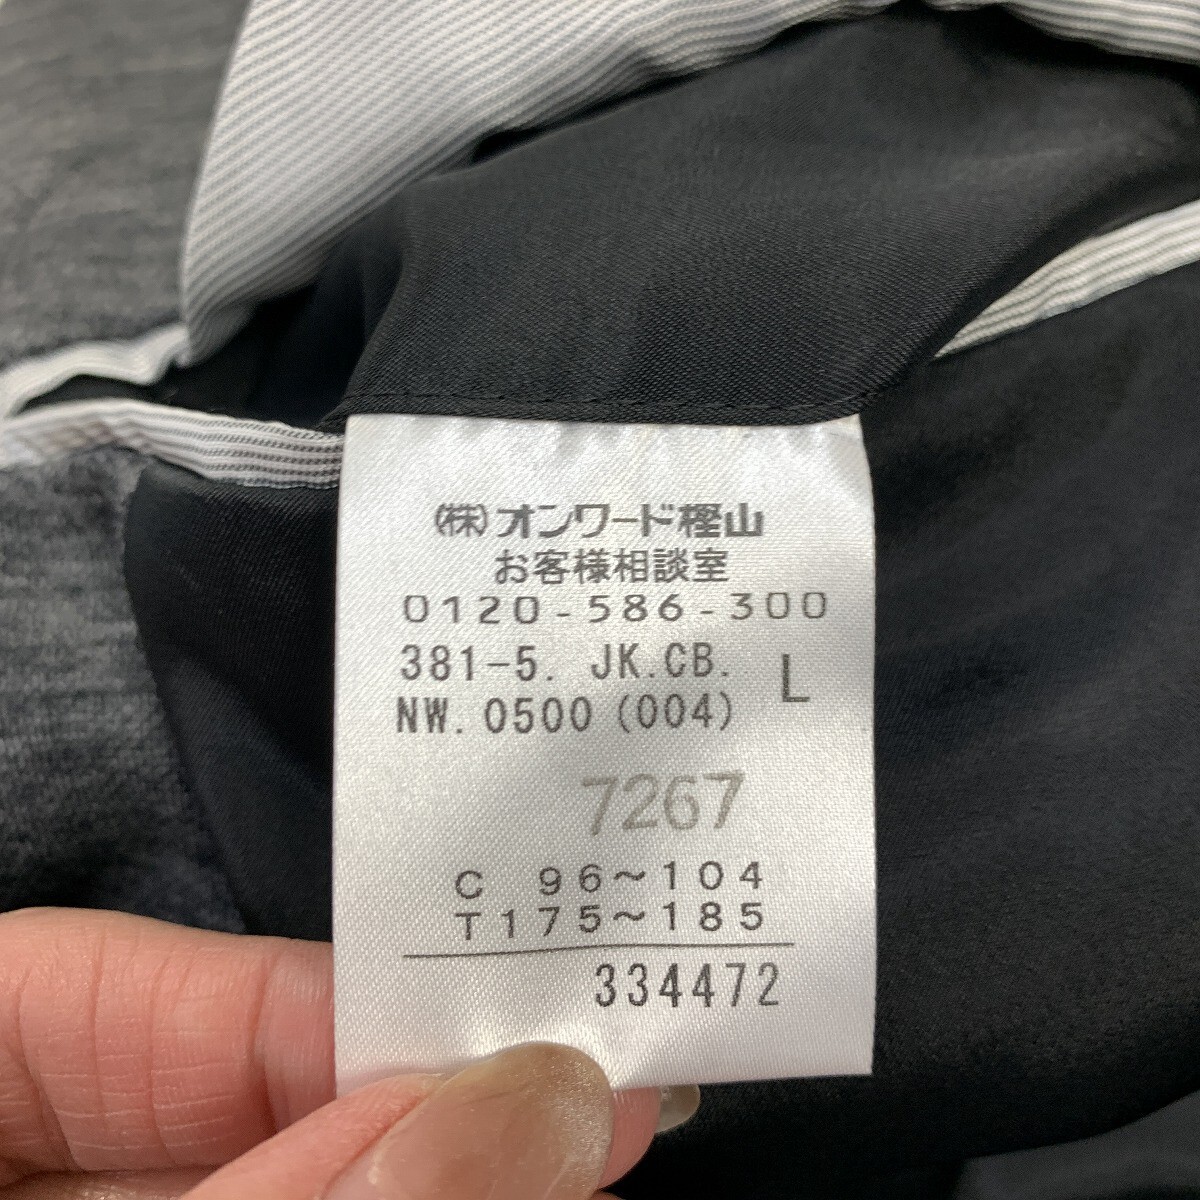 (株)オンワード樫山
お客様相談室
0120-586-300
381-5. JK.CB. L
NW. 0500 (004)
7267
C 96~104
T175~185
334472